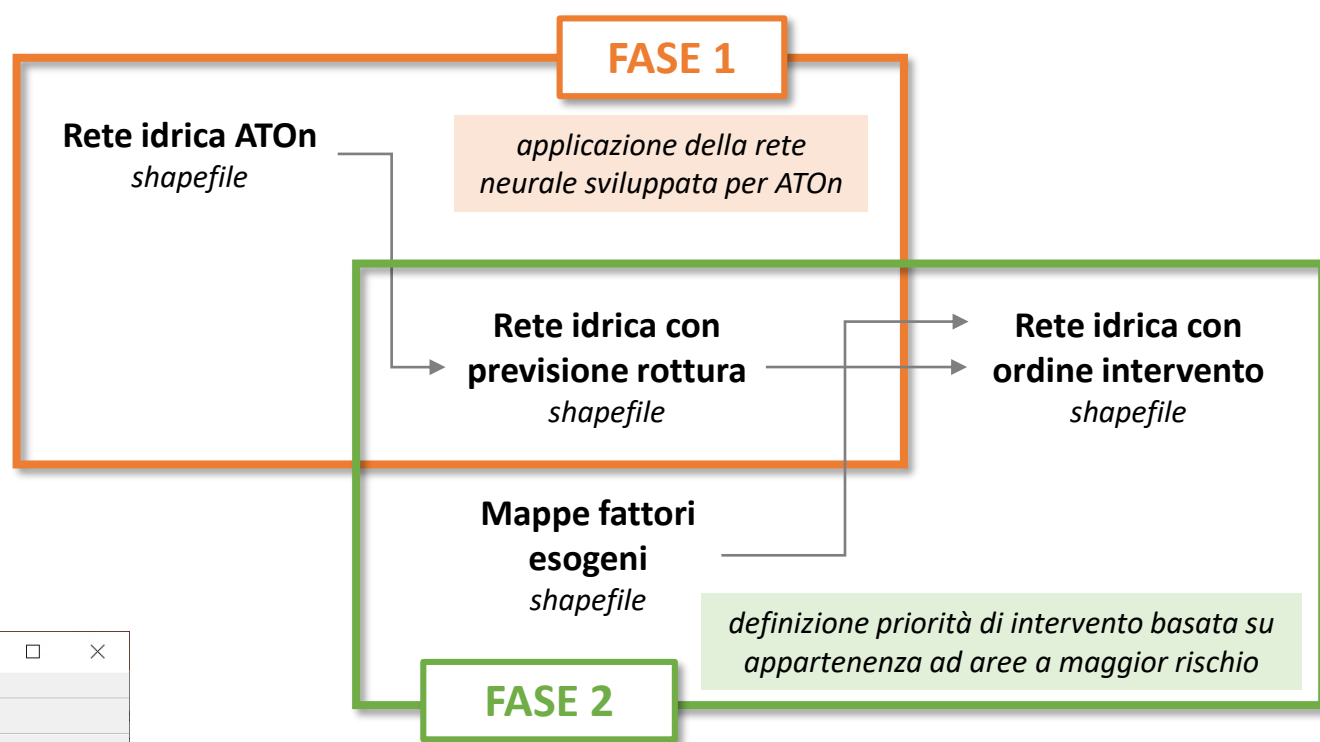 FASE 1
Rete idrica ATOn
shapefile
applicazione della rete
neurale sviluppata per ATOn
Rete idrica con
previsione rottura
shapefile
Rete idrica con
ordine intervento
shapefile
Mappe fattori
esogeni
shapefile
definizione priorità di intervento basata su
appartenenza ad aree a maggior rischio
FASE 2